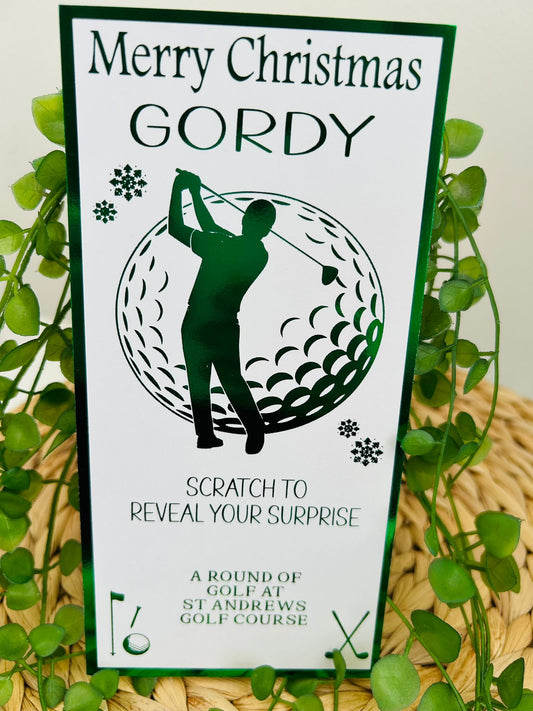 Merry Christmas
GORDY
SCRATCH TO
REVEAL YOUR SURPRISE
A ROUND OF
GOLF AT
ST ANDREWS
GOLF COURSE